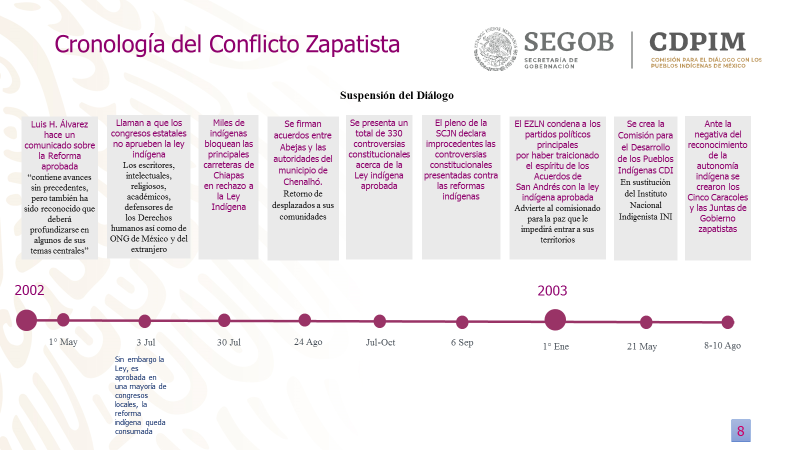 Cronología del Conflicto Zapatista
SEGOB
SECRETARÍA DE
GOBERNACIÓN
CDPIM
COMISIÓN PARA EL DIÁLOGO CON LOS
PUEBLOS INDÍGENAS DE MÉXICO
Suspensión del Diálogo
Luis H. Álvarez
hace un
comunicado sobre
la Reforma
aprobada
“contiene avances
sin precedentes,
pero también ha
sido reconocido que
deberá
profundizarse en
algunos de sus
temas centrales”
Llaman a que los
congresos estatales
no aprueben la ley
indígena
Los escritores,
intelectuales,
religiosos,
académicos,
defensores de
los Derechos
humanos así como de
ONG de México y del
extranjero
Miles de
indígenas
bloquean las
principales
carreteras de
Chiapas
en rechazo a
la Ley
Indígena
Se firman
acuerdos entre
Abejas y las
autoridades del
municipio de
Chenalhó.
Retorno de
desplazados a sus
comunidades
Se presenta un
total de 330
controversias
constitucionales
acerca de la
Ley indígena
aprobada
El pleno de la
SCJN declara
improcedentes las
controversias
constitucionales
presentadas contra
las reformas
indígenas
El EZLN condena a los
partidos políticos
principales
por haber traicionado
el espíritu de los
Acuerdos de
San Andrés con la ley
indígena aprobada
Advierte al comisionado
para la paz que le
impedirá entrar a sus
territorios
Se crea la
Comisión para
el Desarrollo
de los Pueblos
Indígenas CDI
En sustitución
del Instituto
Nacional
Indigenista INI
Ante la
negativa del
reconocimiento
de la
autonomía
indígena se
crearon los
Cinco Caracoles
y las Juntas de
Gobierno
zapatistas
2002
2003
1° May
3 Jul
30 Jul
24 Ago
Jul-Oct
6 Sep
1° Ene
21 May
8-10 Ago
Sin embargo la
Ley, es
aprobada en
una mayoría de
congresos
locales, la
reforma
indígena queda
consumada
8